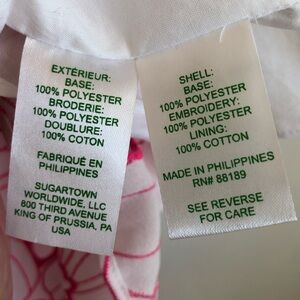 EXTÉRIEUR:
BASE:
100% POLYESTER
BRODERIE:
100% POLYESTER
DOUBLURE:
100% COTON
FABRIQUÉ EN
PHILIPPINES
SUGARTOWN
WORLDWIDE, LLC
800 THIRD AVENUE
KING OF PRUSSIA, PA
USA
SHELL:
BASE:
100% POLYESTER
EMBROIDERY:
100% POLYESTER
LINING:
100% COTTON
MADE IN PHILIPPINES
RN# 88189
SEE REVERSE
FOR CARE